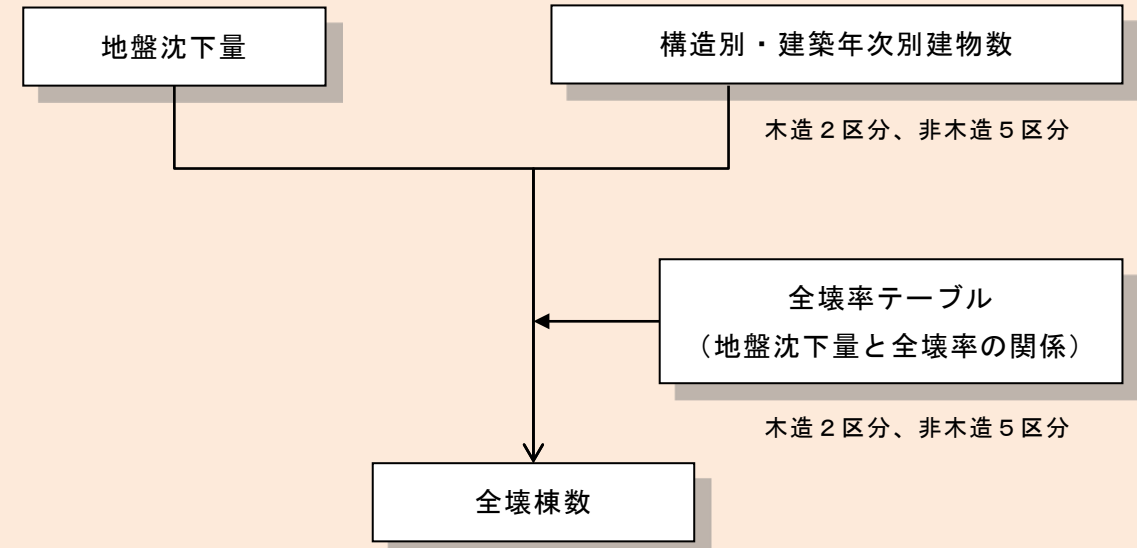 地盤沈下量
構造別・建築年次別建物数
木造２区分、非木造５区分
全壊率テーブル
（地盤沈下量と全壊率の関係）
木造２区分、非木造５区分
全壊棟数